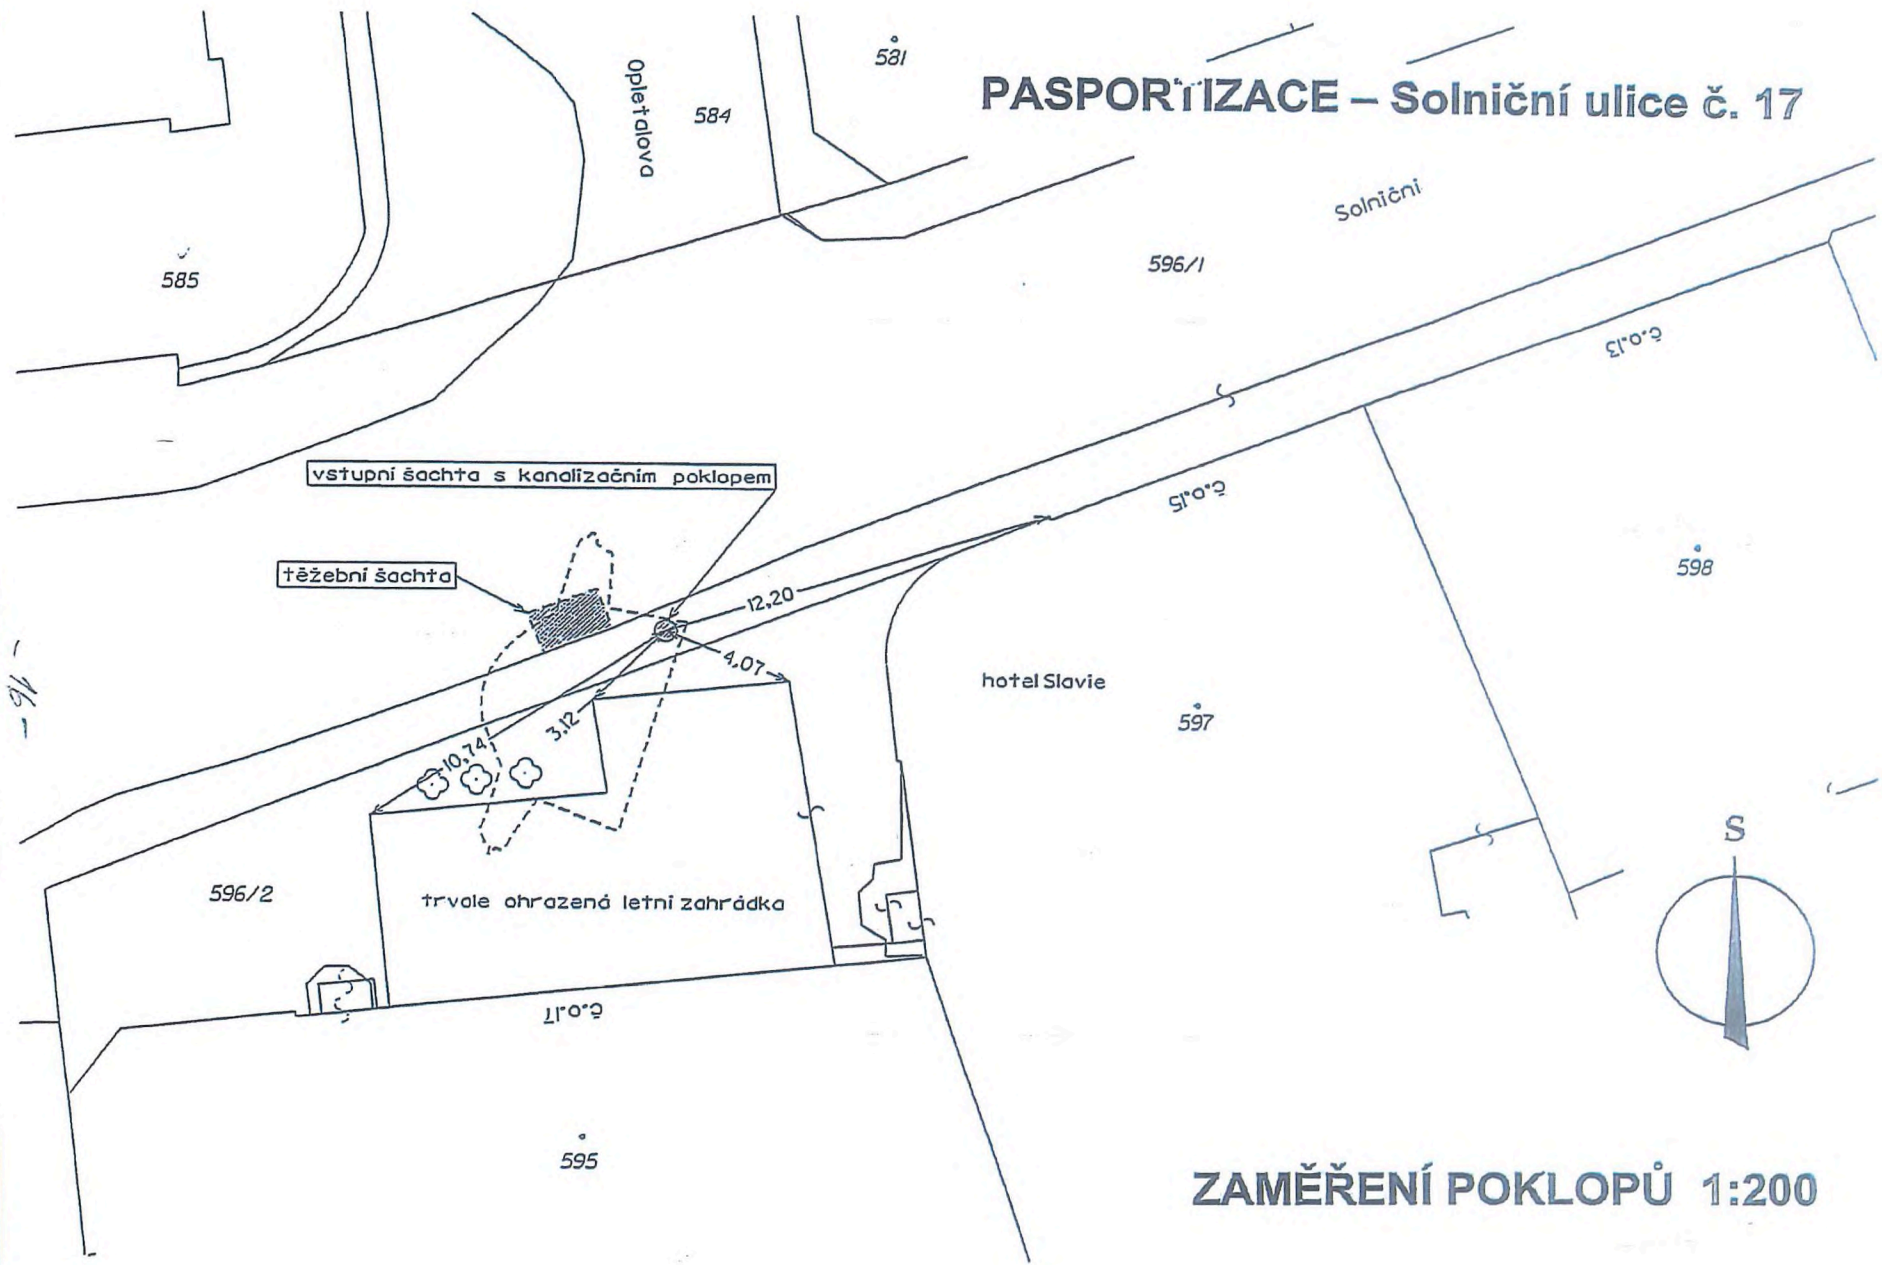 581
PASPORTIZACE – Solniční ulice č. 17
Opletalova
584
Solniční
596/1
585
č.o.13
vstupní šachta s kanalizačním poklopem
č.o.15
těžební šachta
598
12,20
4,07
hotel Slavie
597
-16-
3,12
10,74
S
596/2
trvale ohrazená letní zahrádka
č.o.17
595
ZAMĚŘENÍ POKLOPŮ 1:200